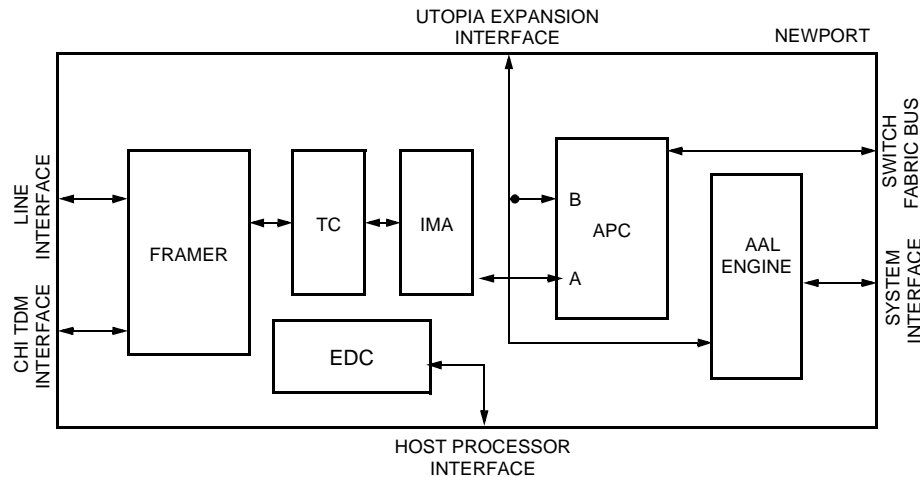 UTOPIA EXPANSION
INTERFACE
NEWPORT
LINE
INTERFACE
CHI TDM
INTERFACE
FRAMER
TC
IMA
B
APC
A
AAL
ENGINE
SWITCH
FABRIC BUS
SYSTEM
INTERFACE
EDC
HOST PROCESSOR
INTERFACE